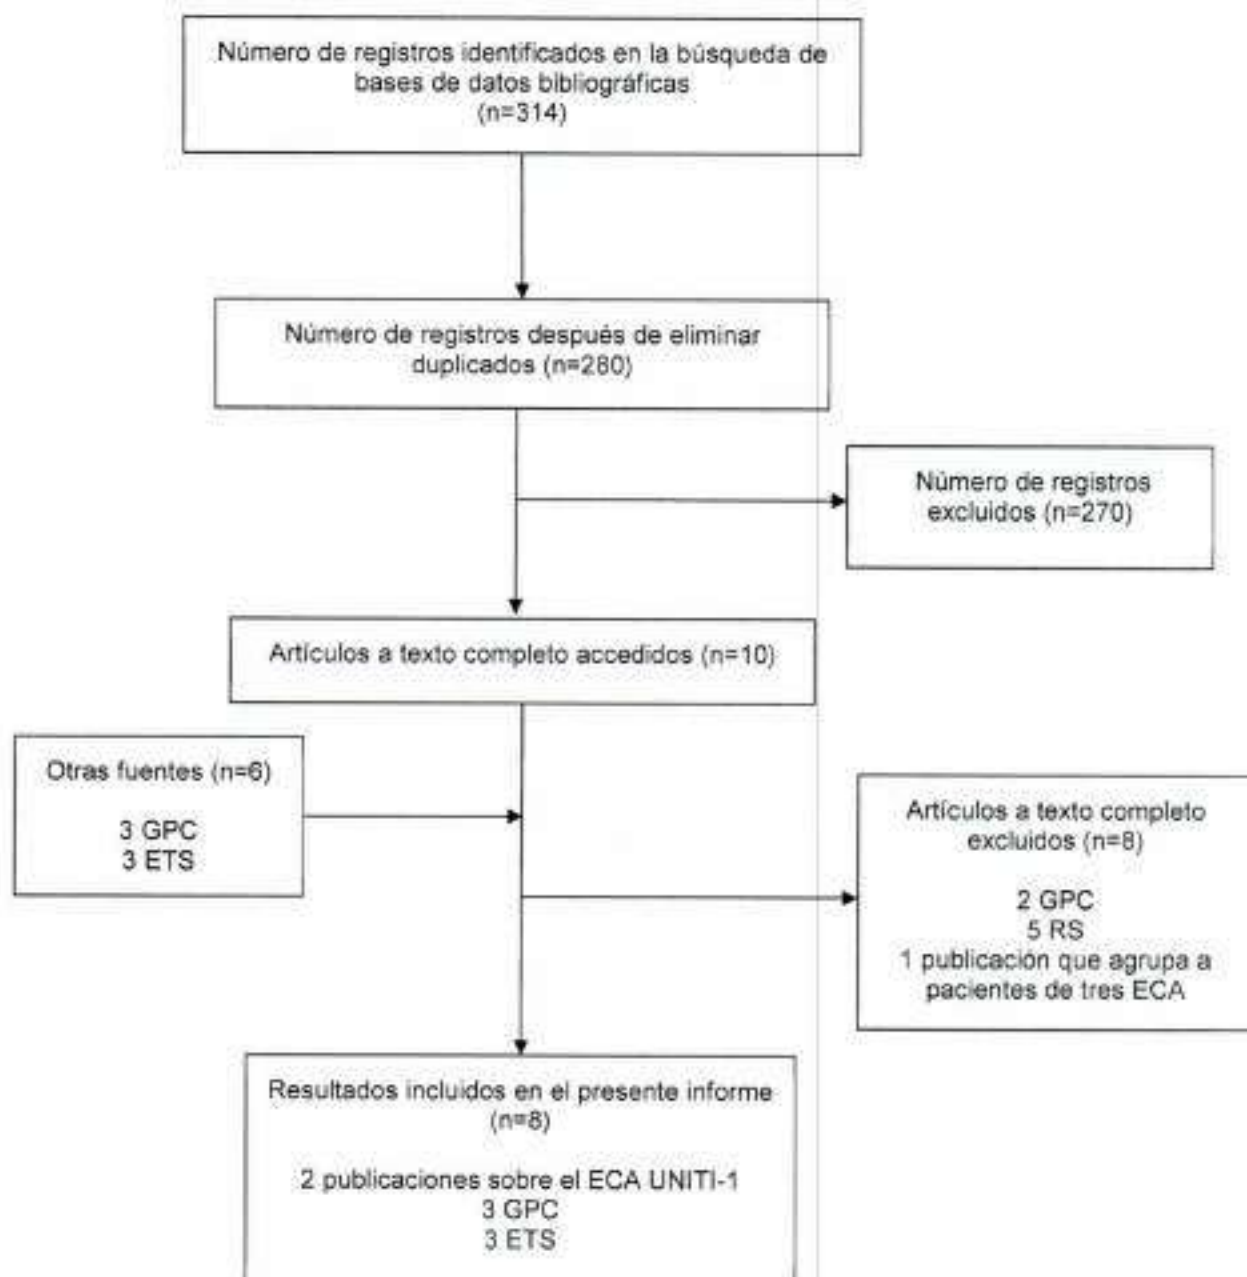 Número de registros identificados en la búsqueda de
bases de datos bibliográficas
(n=314)
Número de registros después de eliminar
duplicados (n=280)
Número de registros
excluidos (n=270)
Artículos a texto completo accedidos (n=10)
Otras fuentes (n=6)
3 GPC
3 ETS
Artículos a texto completo
excluidos (n=8)
2 GPC
5 RS
1 publicación que agrupa a
pacientes de tres ECA
Resultados incluidos en el presente informe
(n=8)
2 publicaciones sobre el ECA UNITI-1
3 GPC
3 ETS